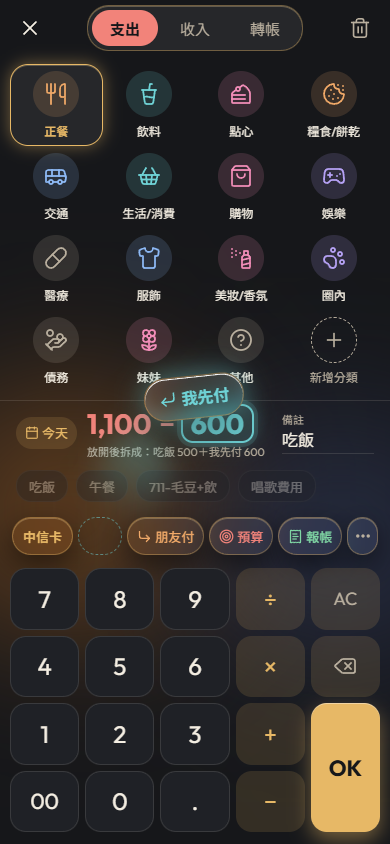 支出 收入 轉帳
正餐 飲料 點心 糧食/餅乾
交通 生活/消費 購物 娛樂
醫療 服飾 美妝/香氛 圈內
債務 妹妹 其他 新增分類
我先付
今天 1,100 − 600 備註
吃飯
放開後拆成：吃飯 500＋我先付 600
吃飯 午餐 711-毛豆+飲 唱歌費用
中信卡 朋友付 預算 報帳 •••
7 8 9 ÷ AC
4 5 6 ×
1 2 3 + OK
00 0 . −